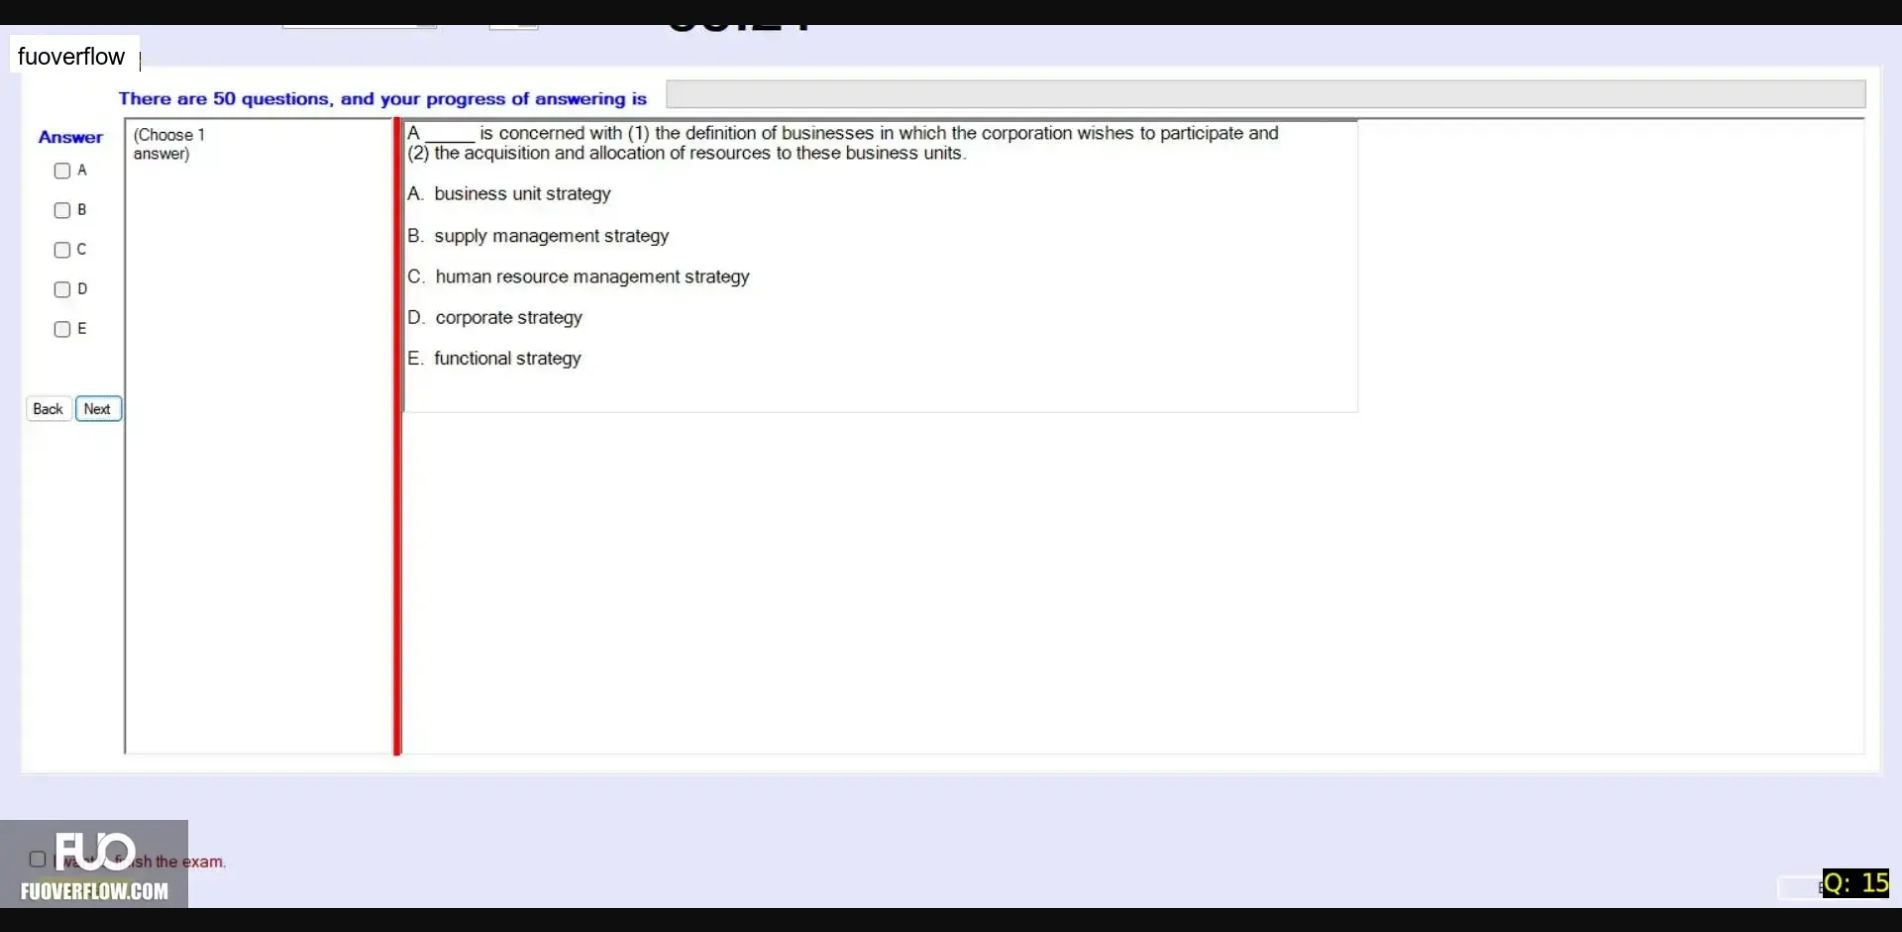 fuoverflow
There are 50 questions, and your progress of answering is
Answer
(Choose 1
answer)
A
B
C
D
E
Back Next
A _____ is concerned with (1) the definition of businesses in which the corporation wishes to participate and
(2) the acquisition and allocation of resources to these business units.
A. business unit strategy
B. supply management strategy
C. human resource management strategy
D. corporate strategy
E. functional strategy
FUO
sh the exam.
FUOVERFLOW.COM
Q: 15